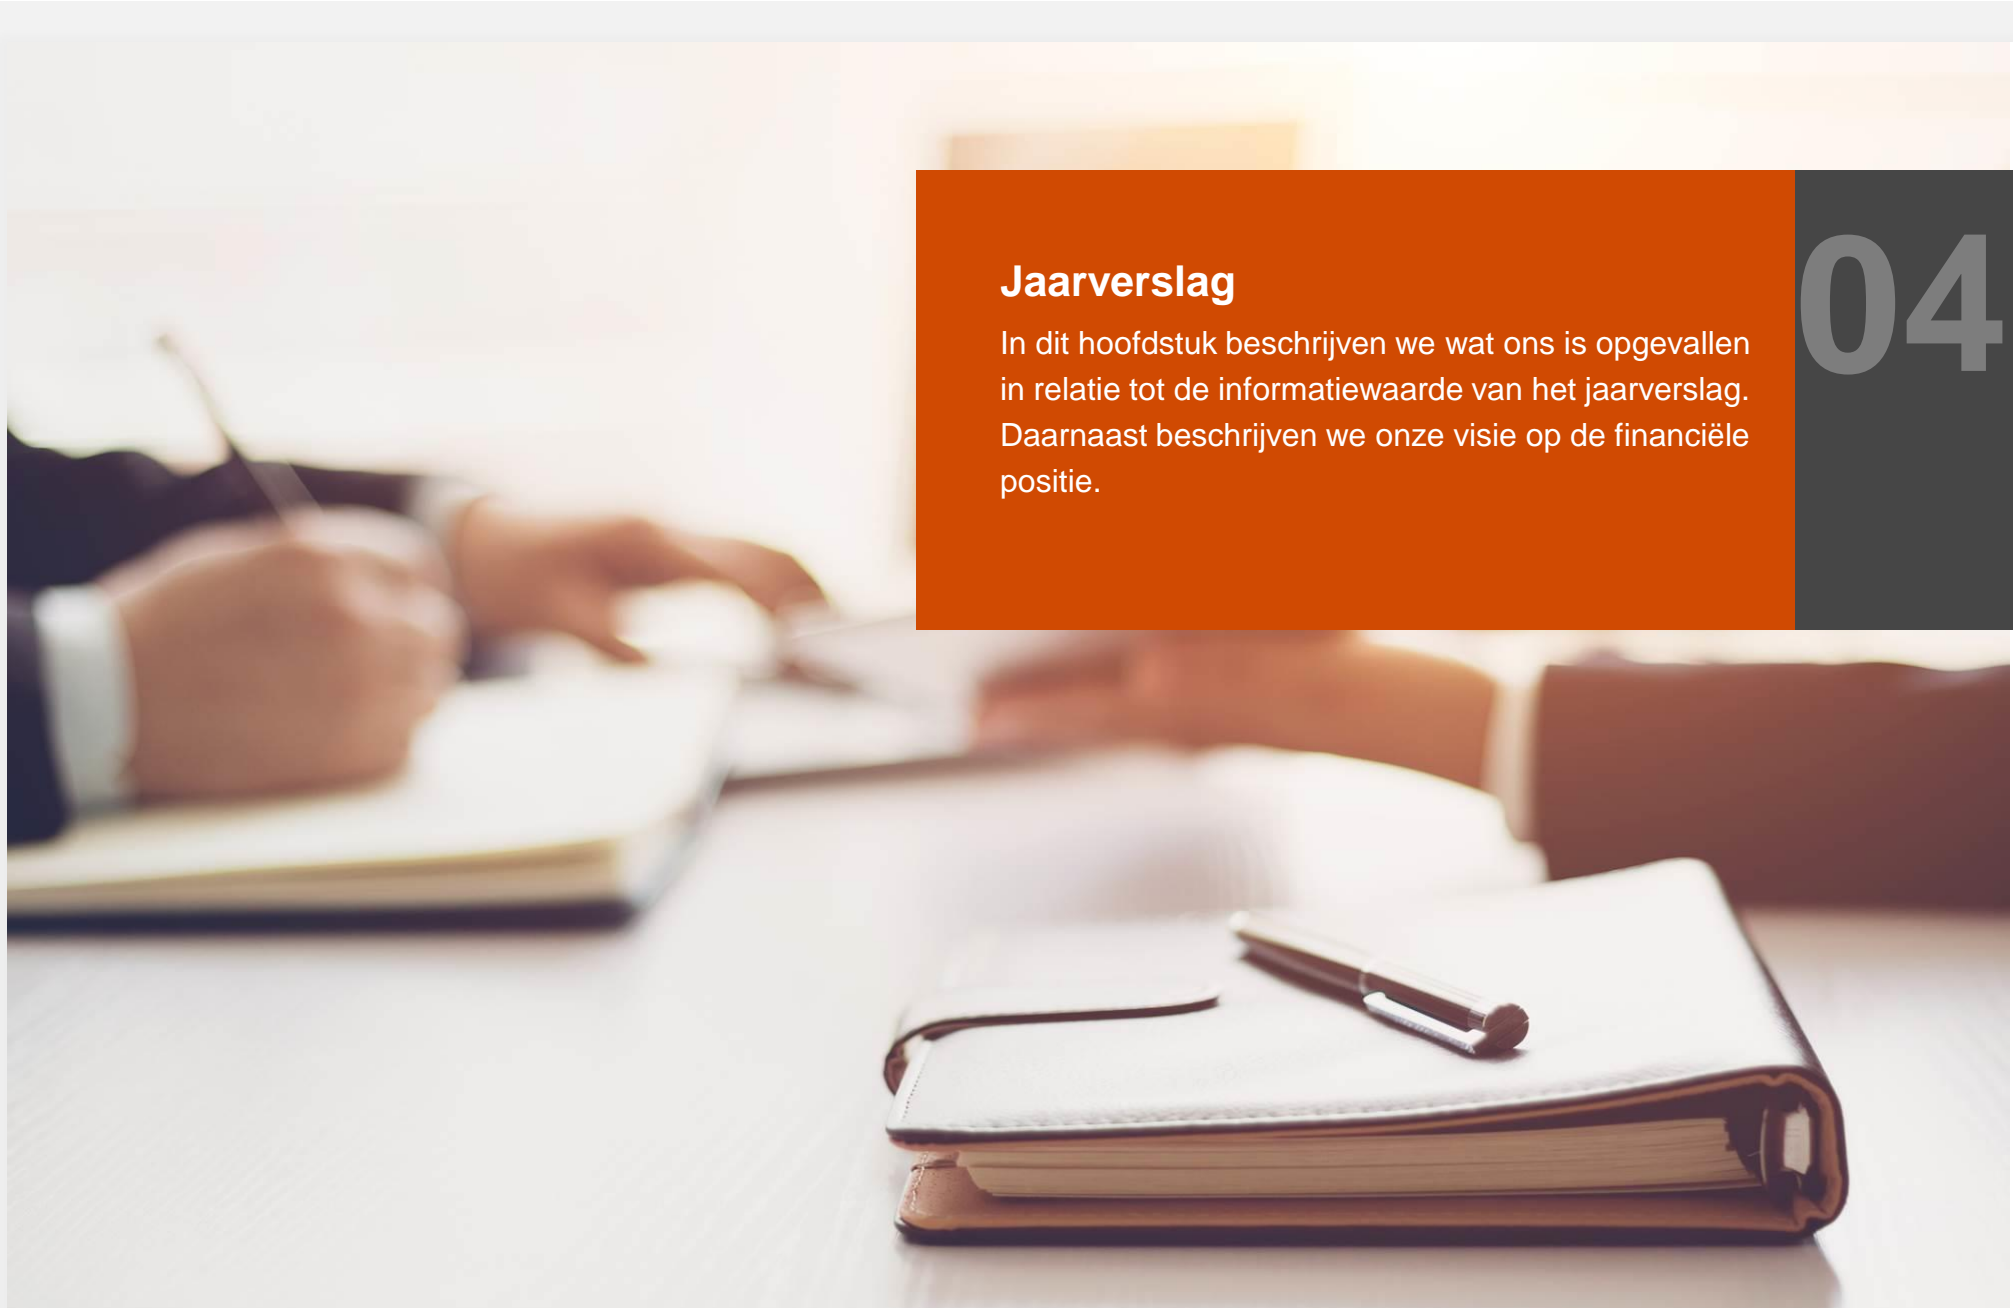 Jaarverslag
In dit hoofdstuk beschrijven we wat ons is opgevallen
in relatie tot de informatiewaarde van het jaarverslag.
Daarnaast beschrijven we onze visie op de financiële
positie.
04